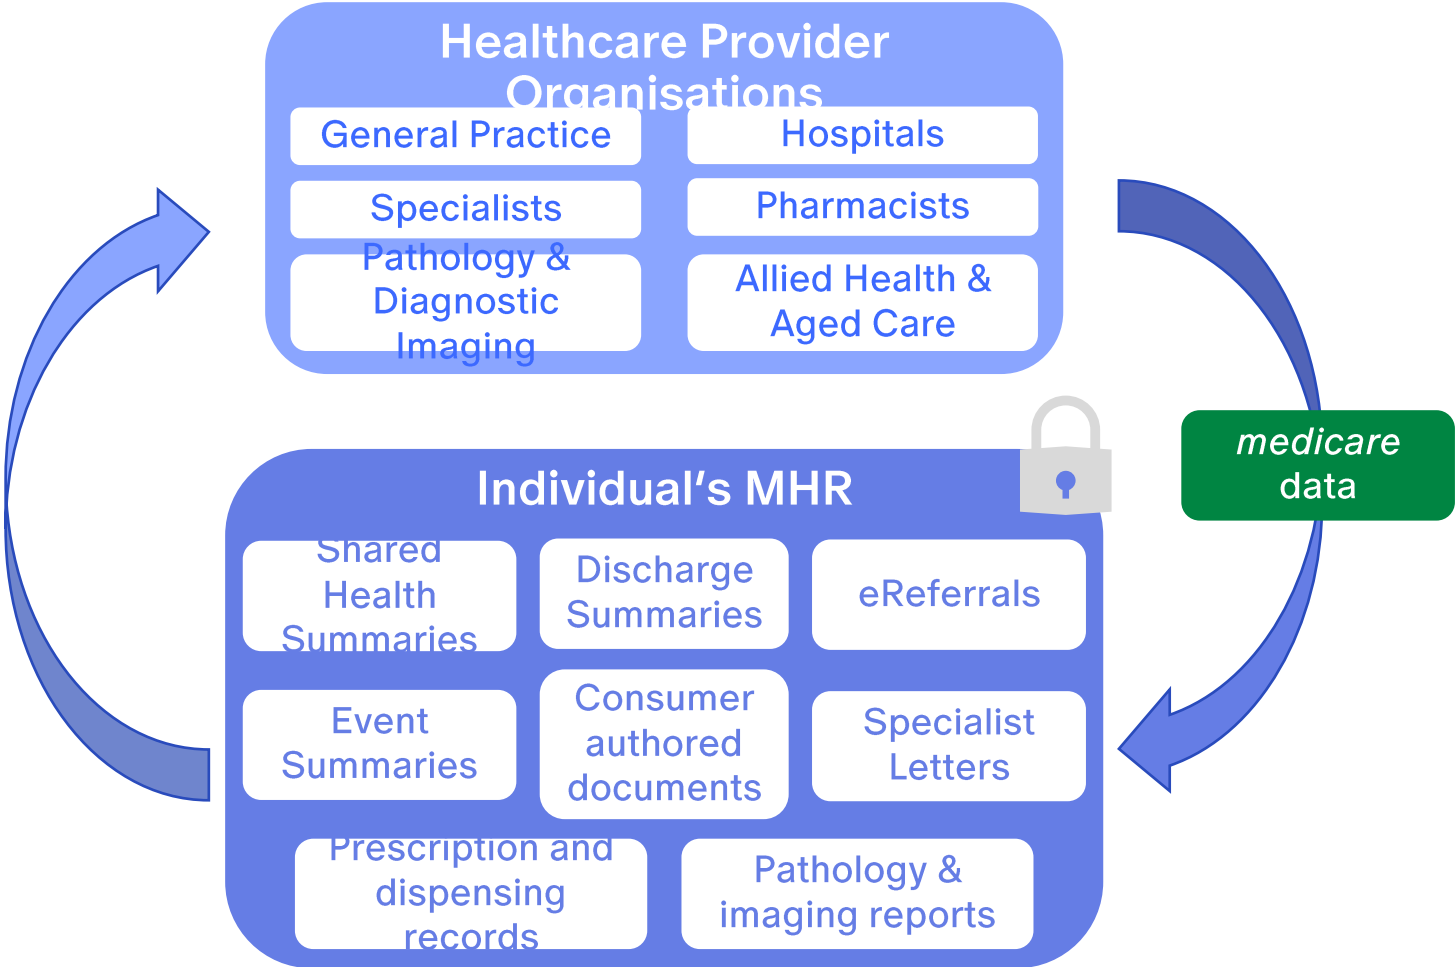 Healthcare Provider
Organisations
General Practice
Hospitals
Specialists
Pharmacists
Pathology &
Diagnostic
Imaging
Allied Health &
Aged Care
medicare
data
Individual‘s MHR
Shared
Health
Summaries
Discharge
Summaries
eReferrals
Event
Summaries
Consumer
authored
documents
Specialist
Letters
Prescription and
dispensing
records
Pathology &
imaging reports